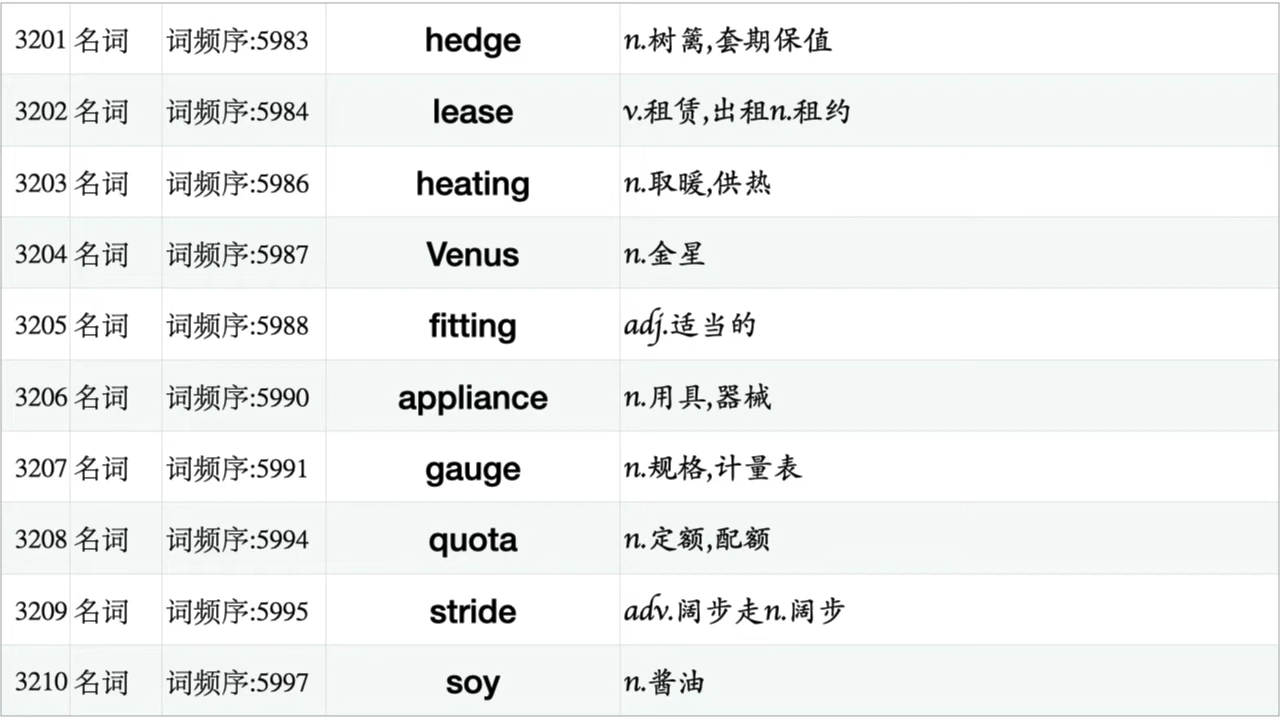 3201 名词 词频序:5983 hedge n.树篱,套期保值
3202 名词 词频序:5984 lease v.租赁,出租n.租约
3203 名词 词频序:5986 heating n.取暖,供热
3204 名词 词频序:5987 Venus n.金星
3205 名词 词频序:5988 fitting adj.适当的
3206 名词 词频序:5990 appliance n.用具,器械
3207 名词 词频序:5991 gauge n.规格,计量表
3208 名词 词频序:5994 quota n.定额,配额
3209 名词 词频序:5995 stride adv.阔步走n.阔步
3210 名词 词频序:5997 soy n.酱油